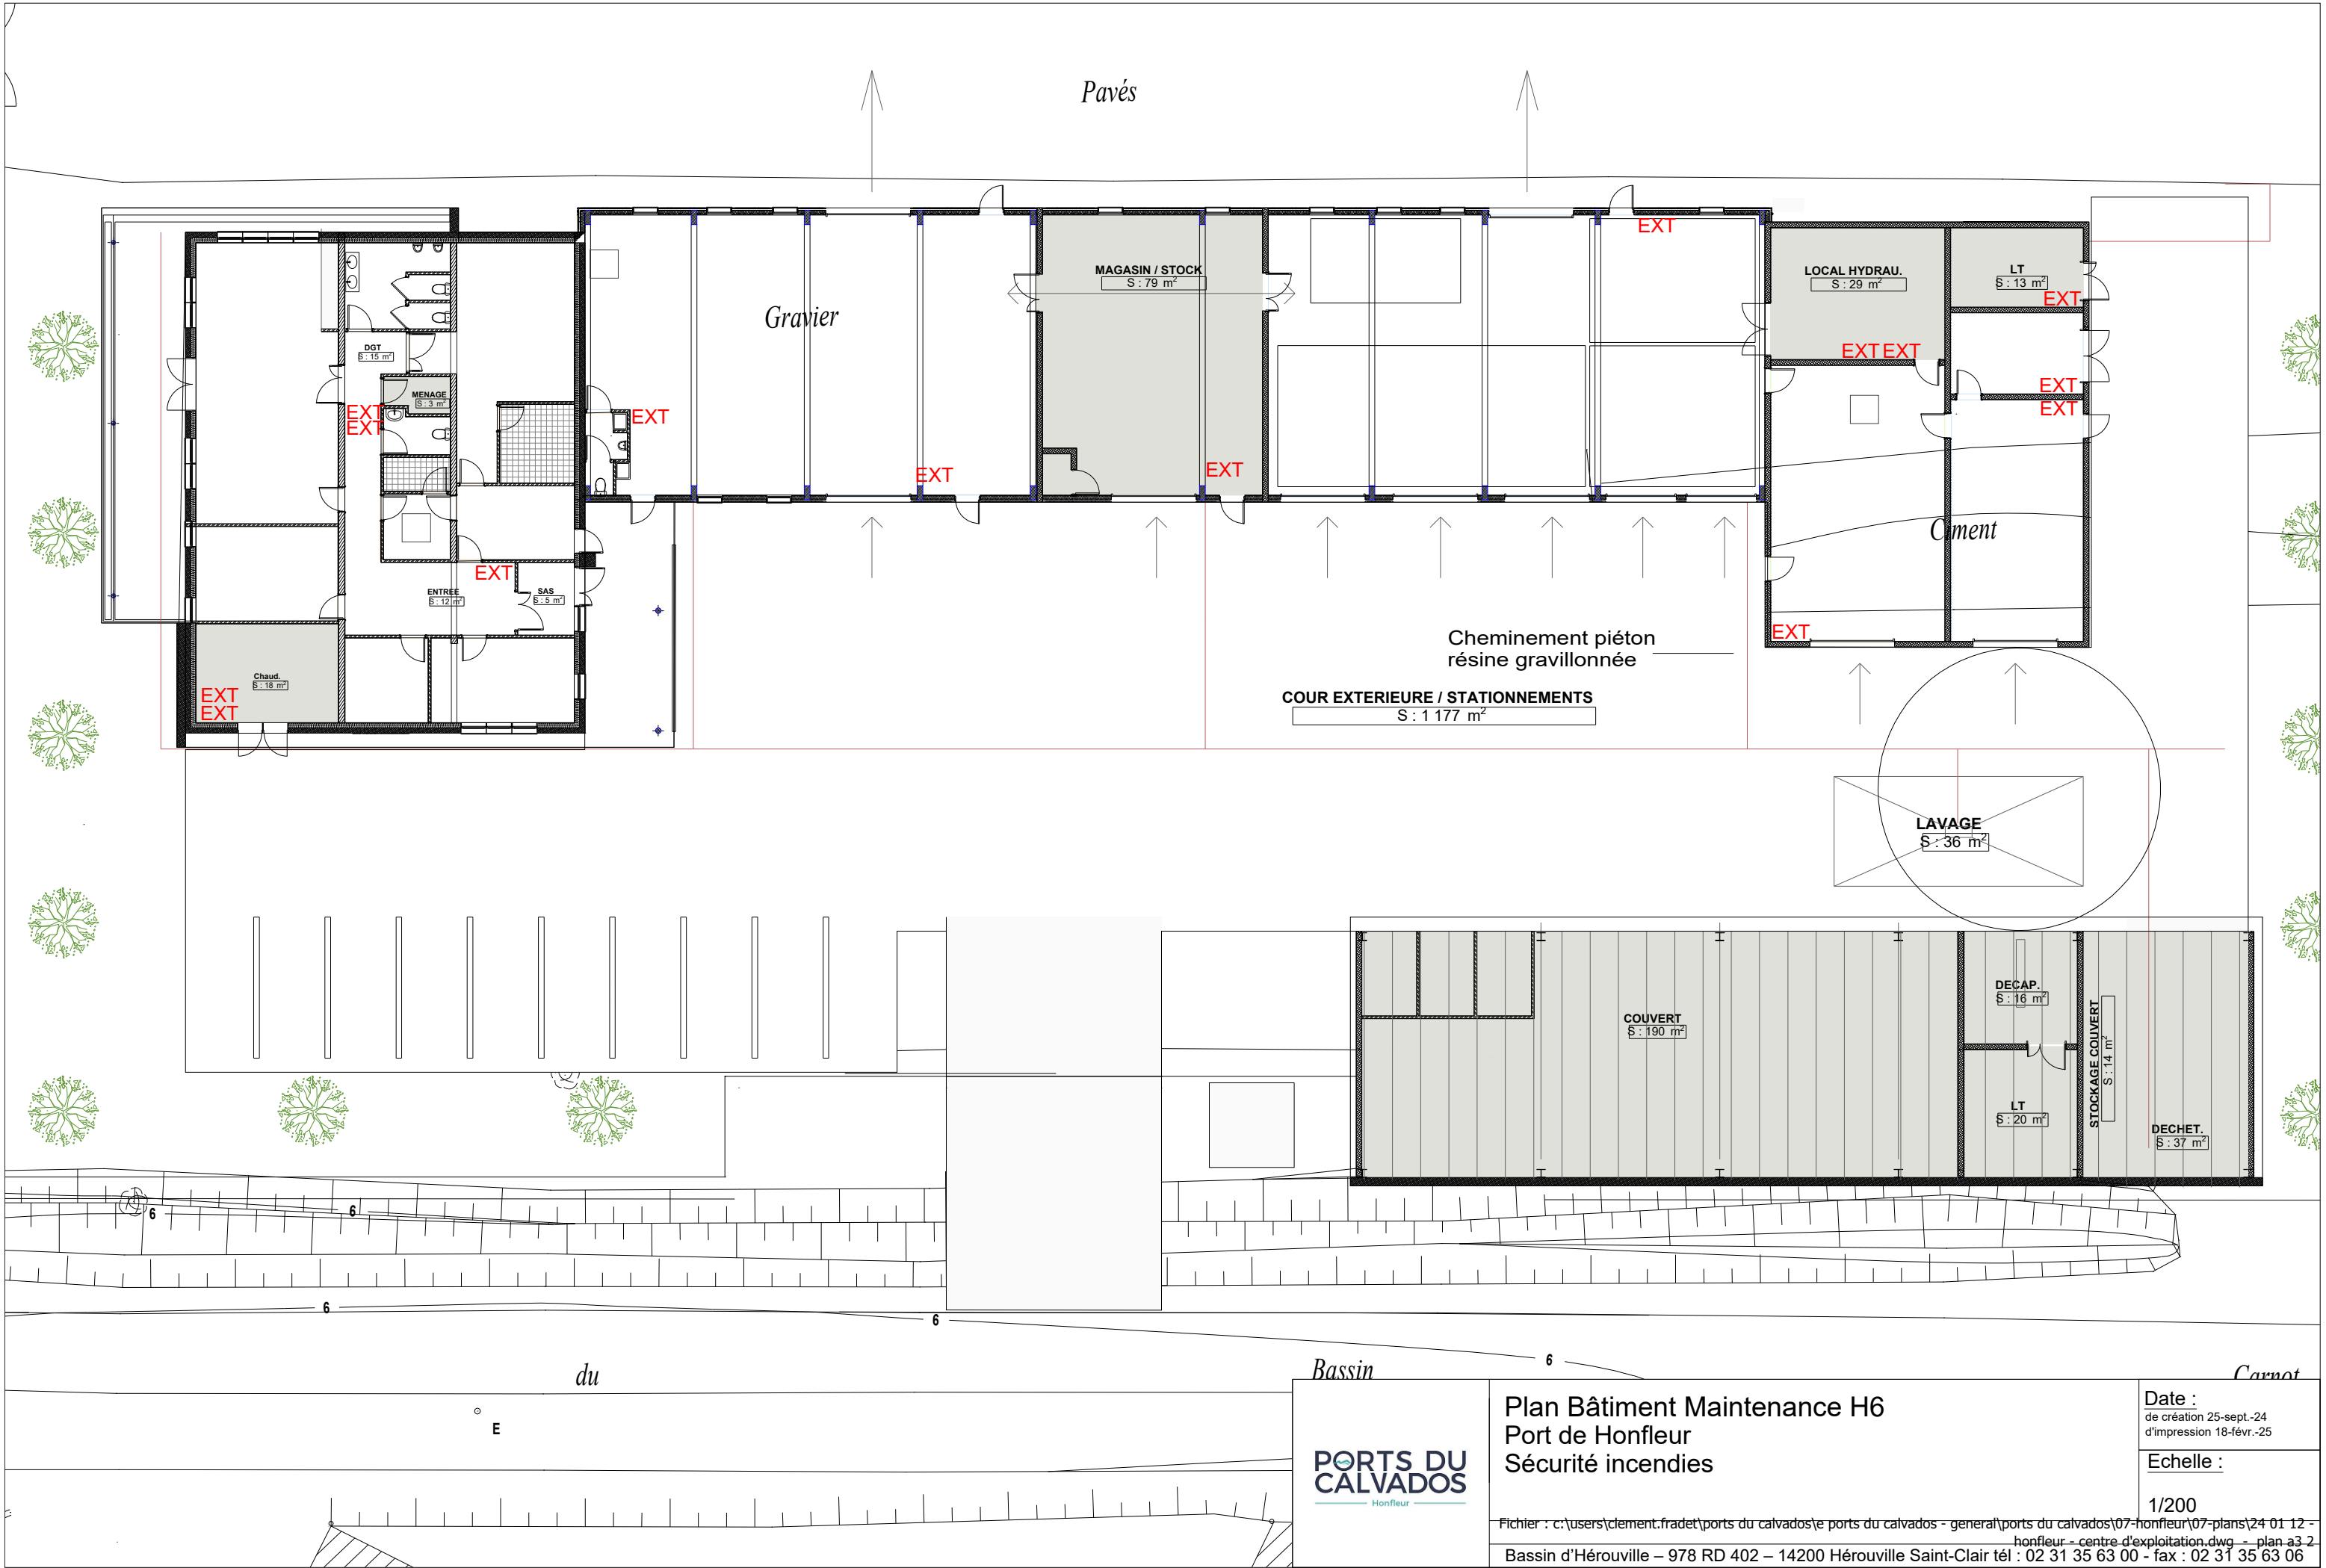 Pavés
EXT
MAGASIN / STOCK
S : 79 m²
LOCAL HYDRAU.
S : 29 m²
LT
S : 13 m²
EXT
Gravier
DGT
S : 15 m²
EXT EXT
MENAGE
S : 3 m²
EXT
EXT
EXT
EXT
EXT
EXT
EXT
Ciment
EXT
ENTREE
S : 12 m²
SAS
S : 5 m²
Cheminement piéton
résine gravillonnée
EXT
Chaud.
S : 18 m²
EXT
EXT
COUR EXTERIEURE / STATIONNEMENTS
S : 1 177 m²
LAVAGE
S : 36 m²
COUVERT
S : 190 m²
DECAP.
S : 16 m²
STOCKAGE COUVERT
S : 14 m²
LT
S : 20 m²
DECHET.
S : 37 m²
6
6
6
6
6
du
Bassin
Carnot
E
PORTS DU
CALVADOS
Honfleur
Plan Bâtiment Maintenance H6
Port de Honfleur
Sécurité incendies
Date :
de création 25-sept.-24
d'impression 18-févr.-25
Echelle :
1/200
Fichier : c:\users\clement.fradet\ports du calvados\e ports du calvados - general\ports du calvados\07-honfleur\07-plans\24 01 12 -
honfleur - centre d'exploitation.dwg - plan a3 2
Bassin d'Hérouville – 978 RD 402 – 14200 Hérouville Saint-Clair tél : 02 31 35 63 00 - fax : 02 31 35 63 06